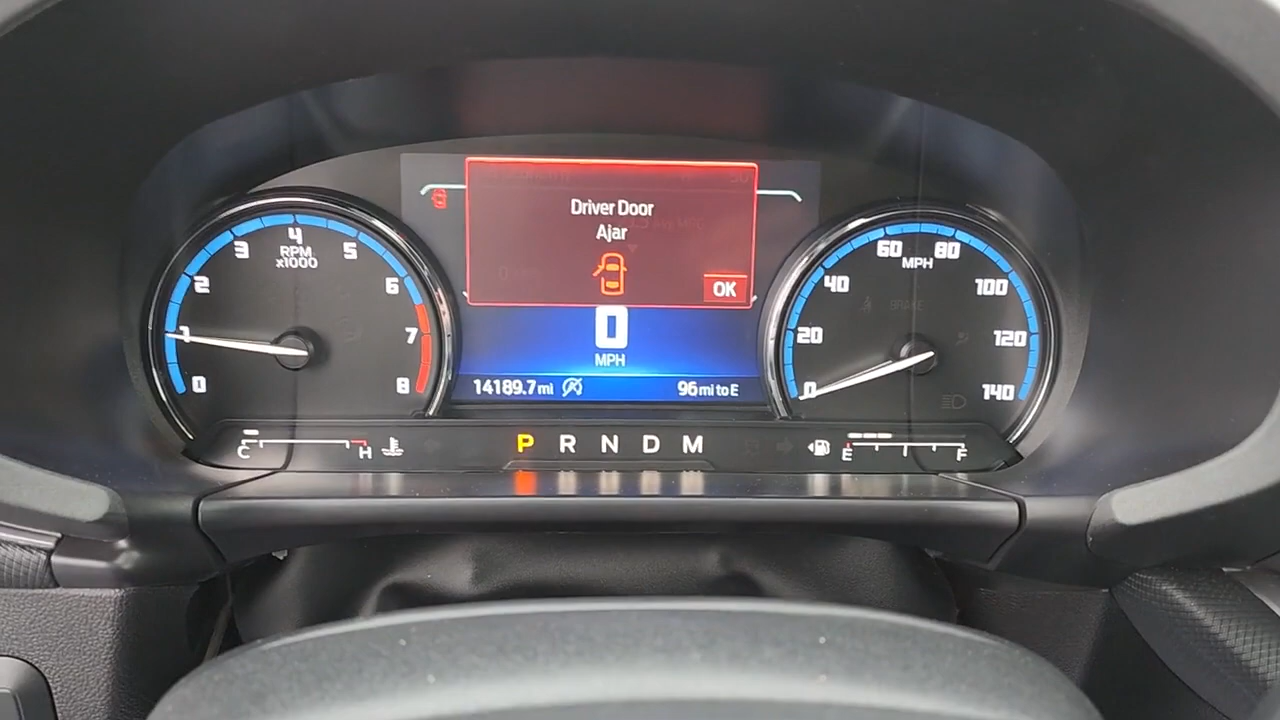 Driver Door
Ajar
OK
0
MPH
14189.7 mi
96 mi to E
0
1
2
3
4
5
6
7
8
RPM
x1000
0
20
40
60
80
100
120
140
MPH
BRAKE
C
H
P R N D M
E
F